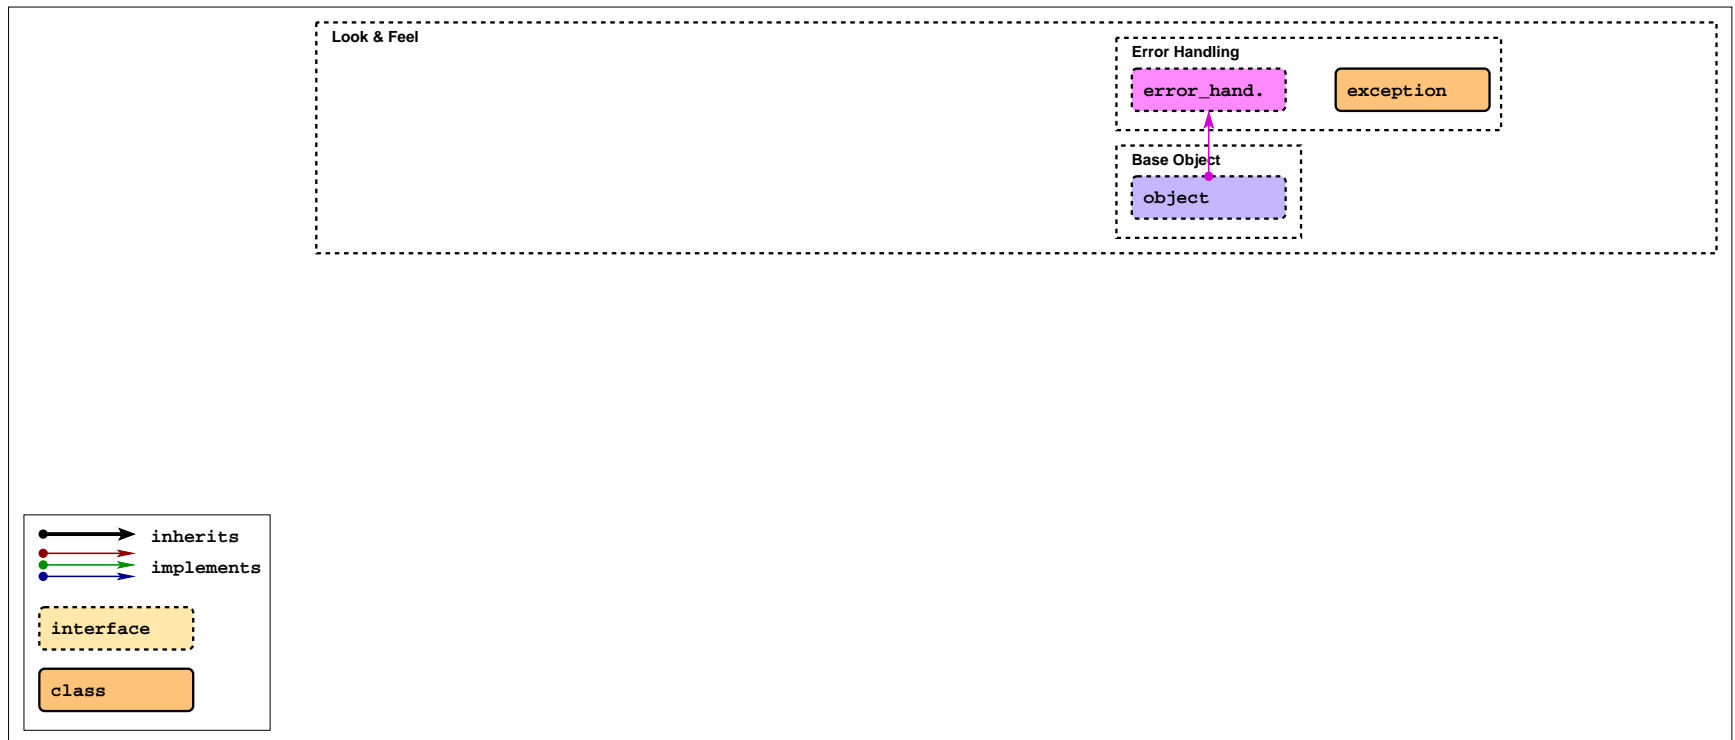 Look & Feel
Error Handling
error_hand.
exception
Base Object
object
inherits
implements
interface
class